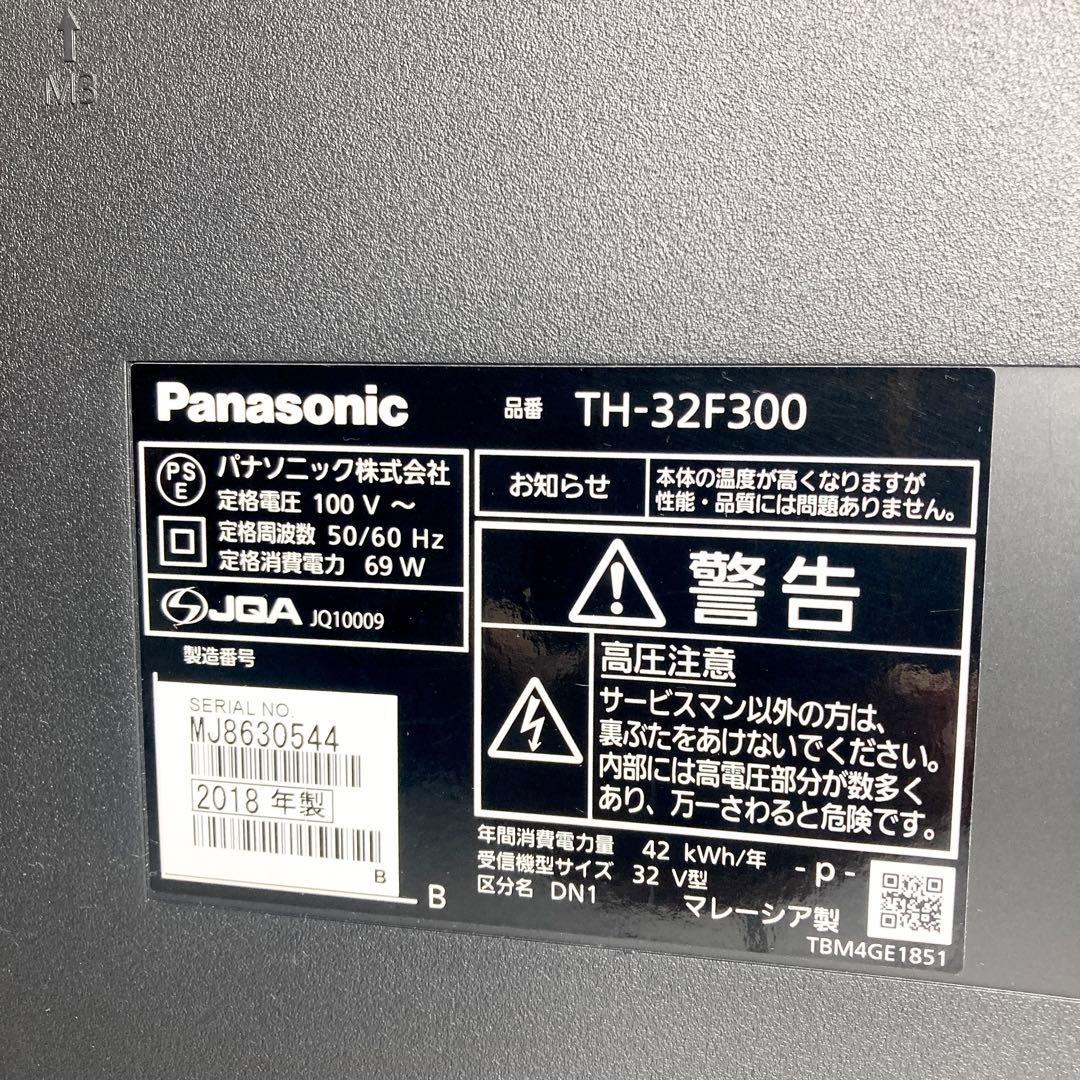 M3
Panasonic
品番 TH-32F300
PS
E
パナソニック株式会社
定格電圧 100 V ～
定格周波数 50/60 Hz
定格消費電力 69 W
JQA JQ10009
製造番号
SERIAL NO.
MJ8630544
2018 年製
B
B
お知らせ
本体の温度が高くなりますが
性能・品質には問題ありません。
警告
高圧注意
サービスマン以外の方は、
裏ぶたをあけないでください。
内部には高電圧部分が数多く
あり、万一さわると危険です。
年間消費電力量 42 kWh/年
受信機型サイズ 32 V型
区分名 DN1
- p -
マレーシア製
TBM4GE1851